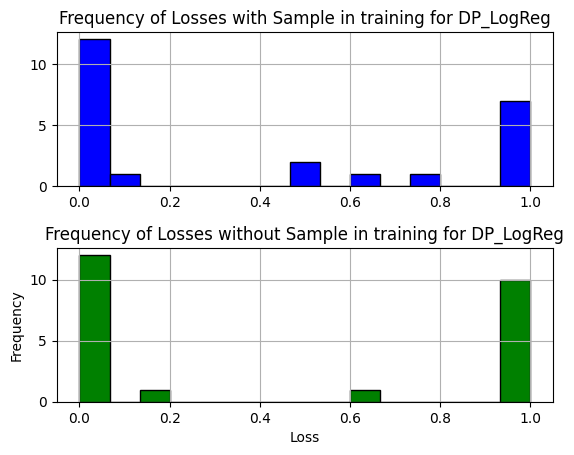 Frequency of Losses with Sample in training for DP_LogReg
10
5
0
0.0 0.2 0.4 0.6 0.8 1.0
Frequency of Losses without Sample in training for DP_LogReg
Frequency
10
5
0
0.0 0.2 0.4 0.6 0.8 1.0
Loss